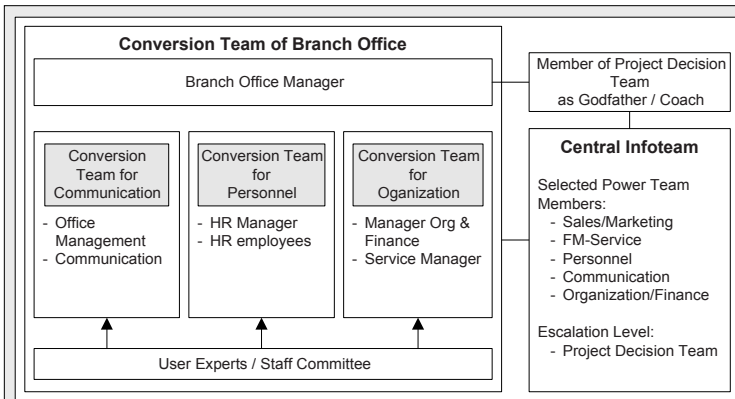 Conversion Team of Branch Office
Branch Office Manager
Conversion
Team for
Communication
- Office
Management
- Communication
Conversion Team
for
Personnel
- HR Manager
- HR employees
Conversion Team
for
Oganization
- Manager Org &
Finance
- Service Manager
User Experts / Staff Committee
Member of Project Decision
Team
as Godfather / Coach
Central Infoteam
Selected Power Team
Members:
- Sales/Marketing
- FM-Service
- Personnel
- Communication
- Organization/Finance
Escalation Level:
- Project Decision Team